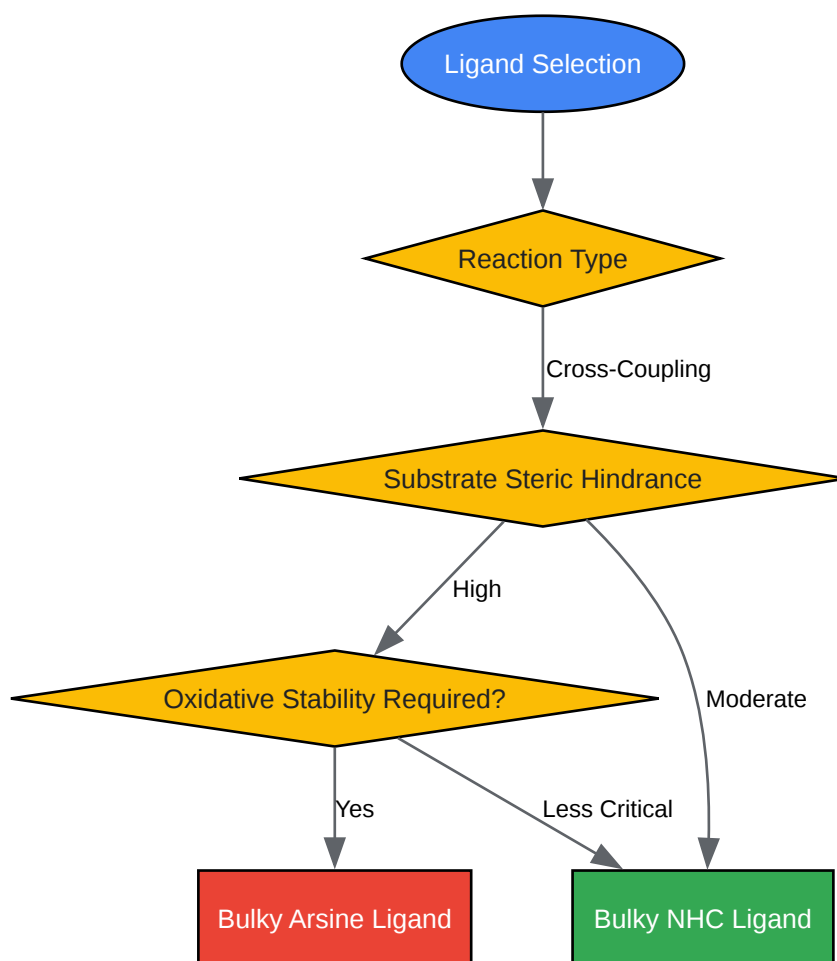 Ligand Selection
Reaction Type
Cross-Coupling
Substrate Steric Hindrance
High
Moderate
Oxidative Stability Required?
Yes
Less Critical
Bulky Arsine Ligand
Bulky NHC Ligand